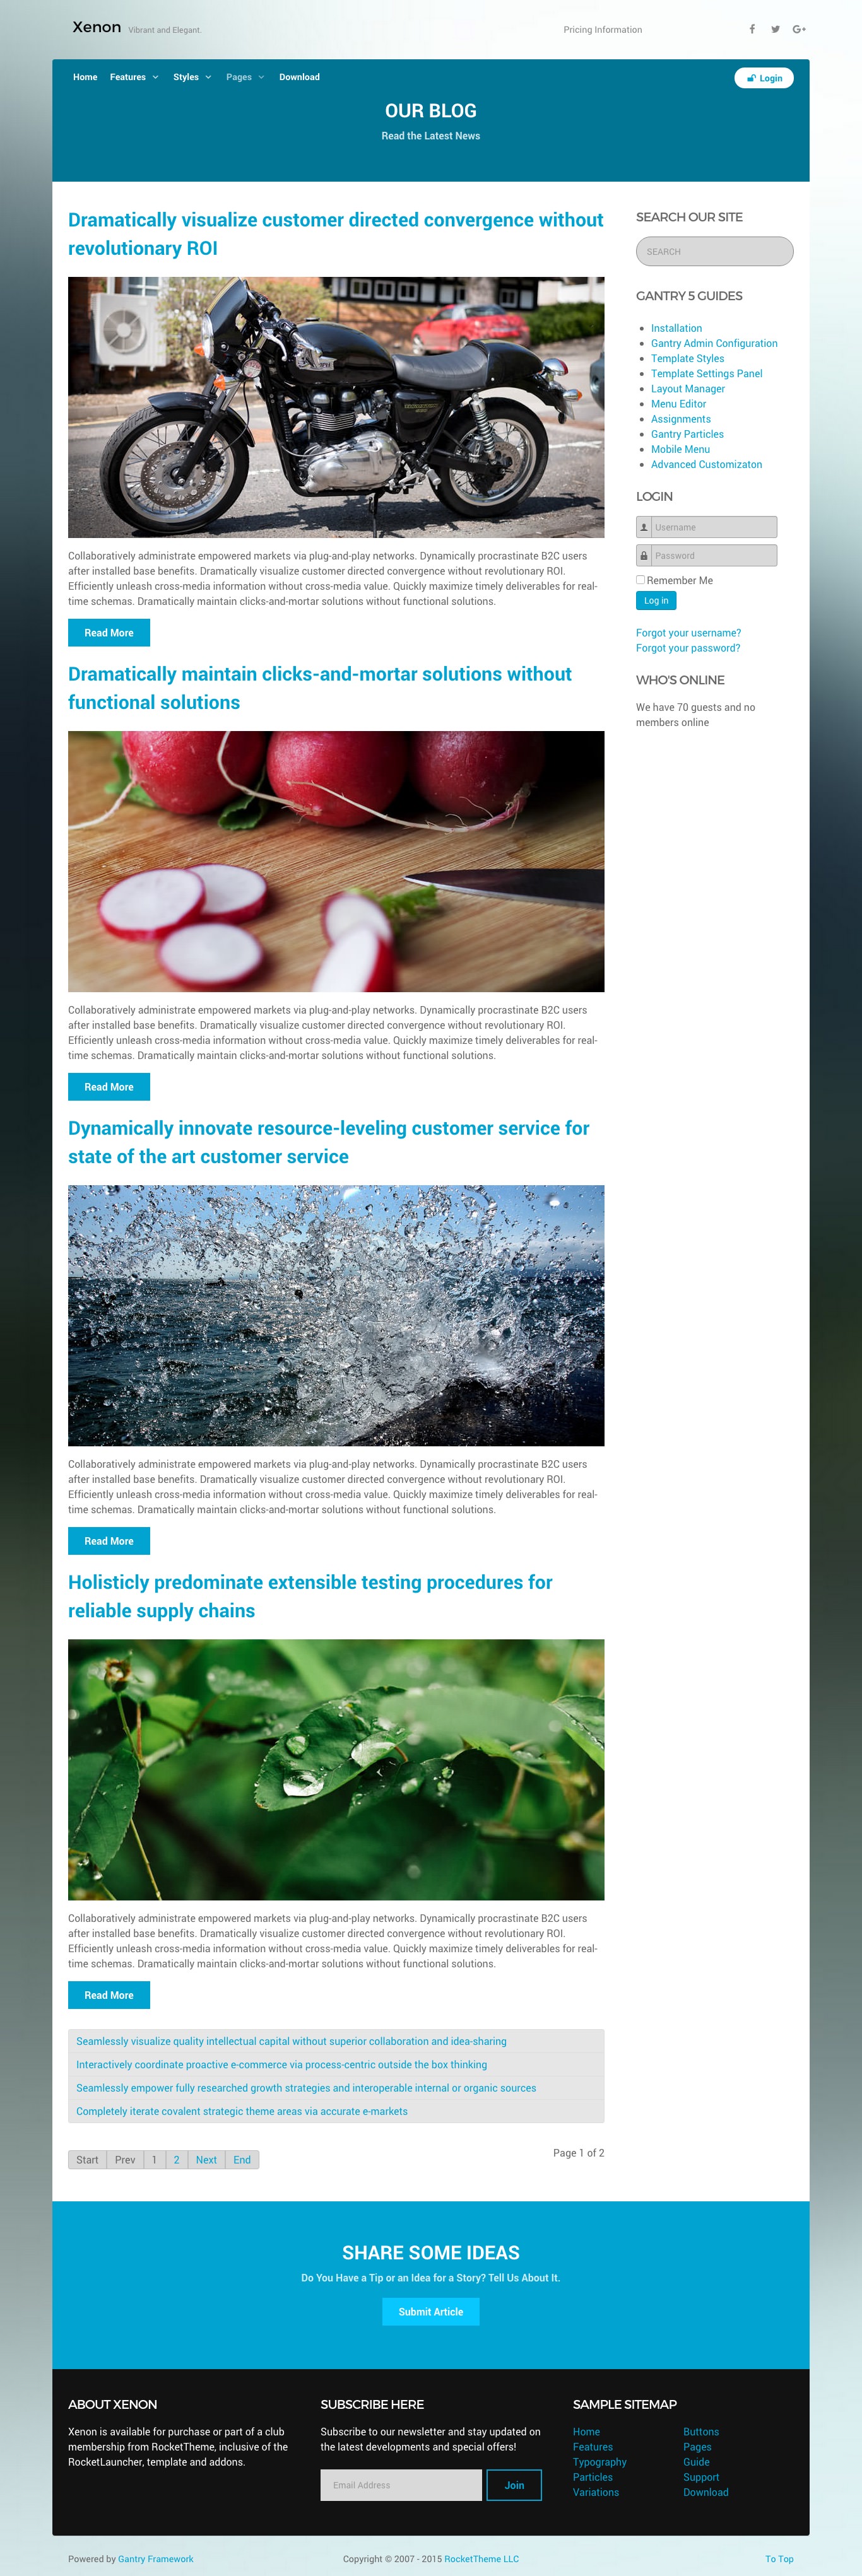 Xenon Vibrant and Elegant.
Pricing Information
Home Features Styles Pages Download
Login
OUR BLOG
Read the Latest News
Dramatically visualize customer directed convergence without
revolutionary ROI
Collaboratively administrate empowered markets via plug-and-play networks. Dynamically procrastinate B2C users
after installed base benefits. Dramatically visualize customer directed convergence without revolutionary ROI.
Efficiently unleash cross-media information without cross-media value. Quickly maximize timely deliverables for real-
time schemas. Dramatically maintain clicks-and-mortar solutions without functional solutions.
Read More
Dramatically maintain clicks-and-mortar solutions without
functional solutions
Collaboratively administrate empowered markets via plug-and-play networks. Dynamically procrastinate B2C users
after installed base benefits. Dramatically visualize customer directed convergence without revolutionary ROI.
Efficiently unleash cross-media information without cross-media value. Quickly maximize timely deliverables for real-
time schemas. Dramatically maintain clicks-and-mortar solutions without functional solutions.
Read More
Dynamically innovate resource-leveling customer service for
state of the art customer service
Collaboratively administrate empowered markets via plug-and-play networks. Dynamically procrastinate B2C users
after installed base benefits. Dramatically visualize customer directed convergence without revolutionary ROI.
Efficiently unleash cross-media information without cross-media value. Quickly maximize timely deliverables for real-
time schemas. Dramatically maintain clicks-and-mortar solutions without functional solutions.
Read More
Holisticly predominate extensible testing procedures for
reliable supply chains
Collaboratively administrate empowered markets via plug-and-play networks. Dynamically procrastinate B2C users
after installed base benefits. Dramatically visualize customer directed convergence without revolutionary ROI.
Efficiently unleash cross-media information without cross-media value. Quickly maximize timely deliverables for real-
time schemas. Dramatically maintain clicks-and-mortar solutions without functional solutions.
Read More
Seamlessly visualize quality intellectual capital without superior collaboration and idea-sharing
Interactively coordinate proactive e-commerce via process-centric outside the box thinking
Seamlessly empower fully researched growth strategies and interoperable internal or organic sources
Completely iterate covalent strategic theme areas via accurate e-markets
Start Prev 1 2 Next End
Page 1 of 2
SEARCH OUR SITE
SEARCH
GANTRY 5 GUIDES
Installation
Gantry Admin Configuration
Template Styles
Template Settings Panel
Layout Manager
Menu Editor
Assignments
Gantry Particles
Mobile Menu
Advanced Customizaton
LOGIN
Username
Password
Remember Me
Log in
Forgot your username?
Forgot your password?
WHO'S ONLINE
We have 70 guests and no
members online
SHARE SOME IDEAS
Do You Have a Tip or an Idea for a Story? Tell Us About It.
Submit Article
ABOUT XENON
Xenon is available for purchase or part of a club
membership from RocketTheme, inclusive of the
RocketLauncher, template and addons.
SUBSCRIBE HERE
Subscribe to our newsletter and stay updated on
the latest developments and special offers!
Email Address
Join
SAMPLE SITEMAP
Home
Features
Typography
Particles
Variations
Buttons
Pages
Guide
Support
Download
Powered by Gantry Framework
Copyright © 2007 - 2015 RocketTheme LLC
To Top